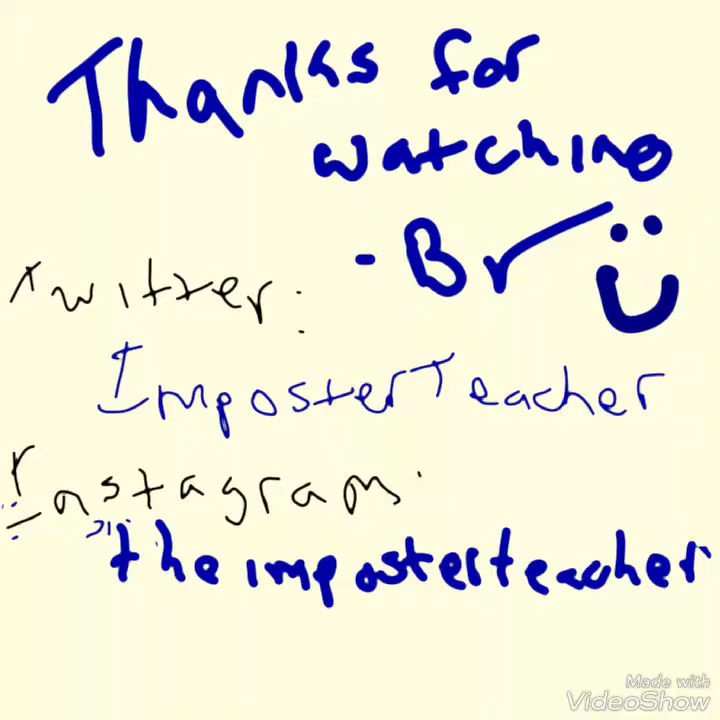 Thanks for
watching
- Br
Twitter:
ImposterTeacher
Instagram:
theimposterteacher
Made with
VideoShow